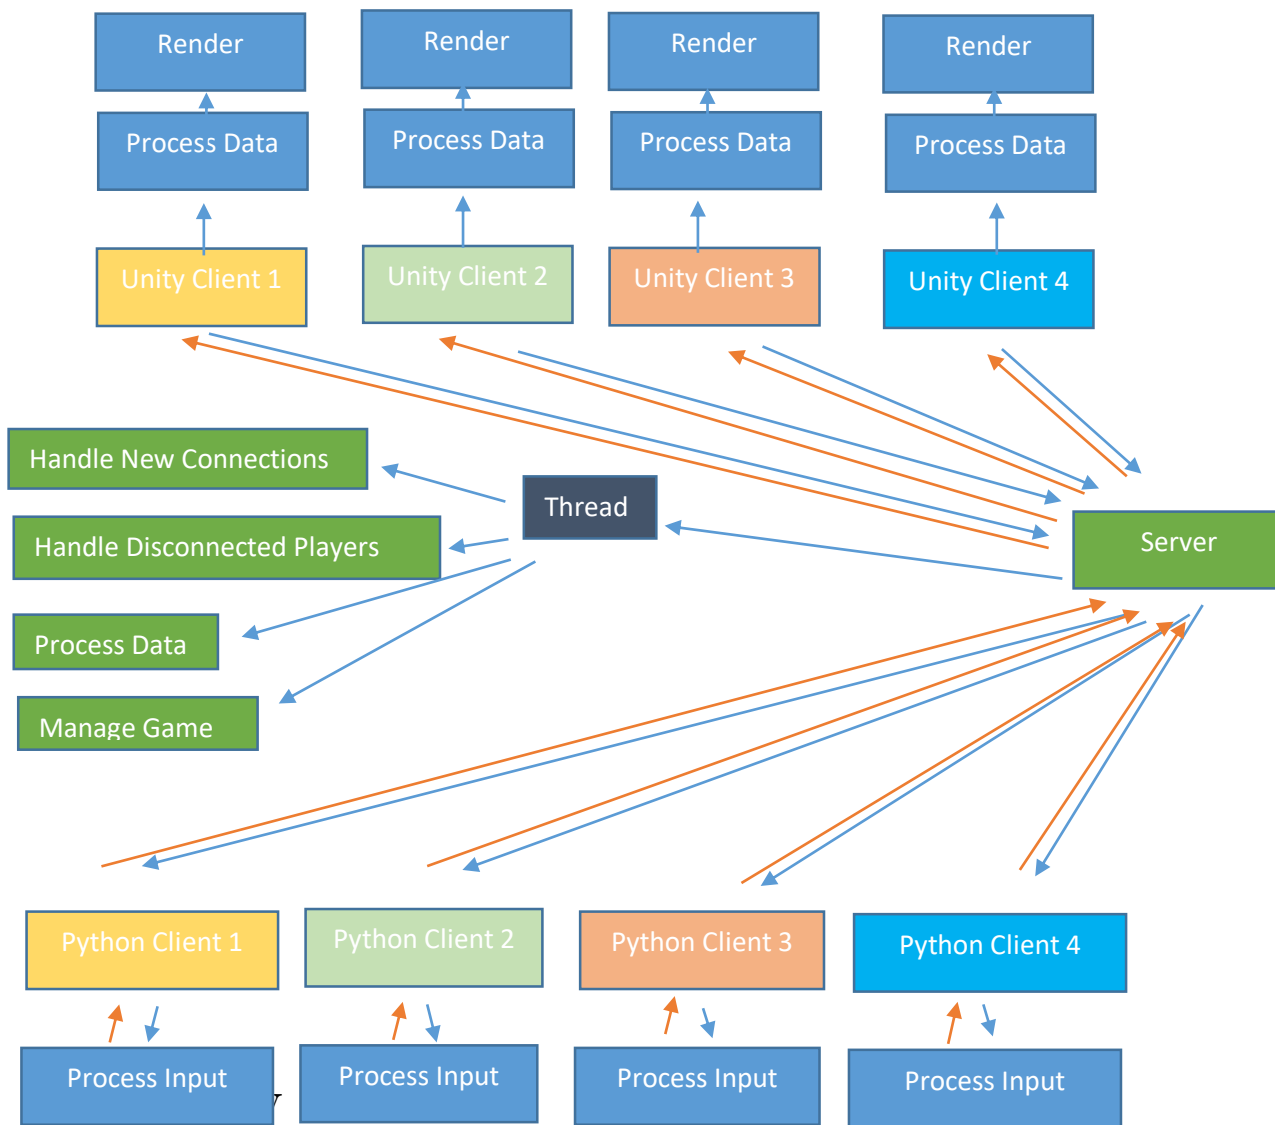 Render
Render
Render
Render
Process Data
Process Data
Process Data
Process Data
Unity Client 1
Unity Client 2
Unity Client 3
Unity Client 4
Handle New Connections
Thread
Handle Disconnected Players
Server
Process Data
Manage Game
Python Client 1
Python Client 2
Python Client 3
Python Client 4
Process Input
Process Input
Process Input
Process Input